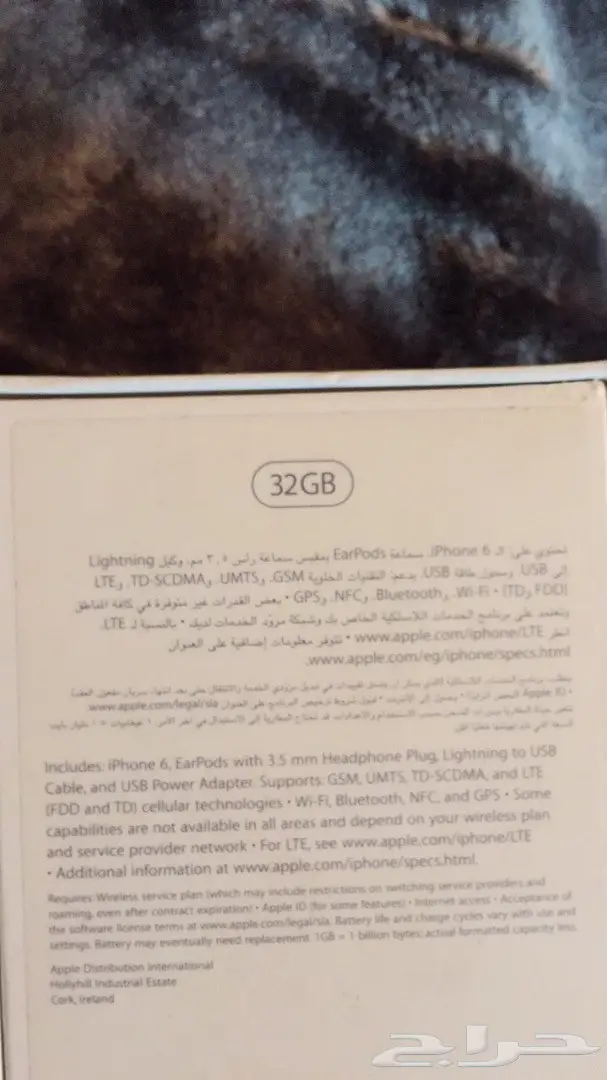 32GB
تحتوي على: الـ iPhone 6، سماعة EarPods بمقبس سماعة رأس ٣,٥ مم، وكيل Lightning
إلى USB، ومحول طاقة USB. يدعم: التقنيات الخلوية GSM، وUMTS، وTD-SCDMA، وLTE
(FDD وTD) • Wi-Fi، وBluetooth، وNFC، وGPS • بعض القدرات غير متوفرة في كافة المناطق
وتعتمد على برنامج الخدمات اللاسلكية الخاص بك وشبكة مزوّد الخدمات لديك • بالنسبة لـ LTE،
انظر www.apple.com/iphone/LTE • تتوفر معلومات إضافية على العنوان
www.apple.com/eg/iphone/specs.html.
www.apple.com/legal/sla
Includes: iPhone 6, EarPods with 3.5 mm Headphone Plug, Lightning to USB
Cable, and USB Power Adapter. Supports: GSM, UMTS, TD-SCDMA, and LTE
(FDD and TD) cellular technologies • Wi-Fi, Bluetooth, NFC, and GPS • Some
capabilities are not available in all areas and depend on your wireless plan
and service provider network • For LTE, see www.apple.com/iphone/LTE
• Additional information at www.apple.com/iphone/specs.html.
Requires: Wireless service plan (which may include restrictions on switching service providers and
roaming, even after contract expiration) • Apple ID (for some features) • Internet access • Acceptance of
the software license terms at www.apple.com/legal/sla. Battery life and charge cycles vary with use and
settings. Battery may eventually need replacement. 1GB = 1 billion bytes; actual formatted capacity less.
Apple Distribution International
Hollyhill Industrial Estate
Cork, Ireland
حراج